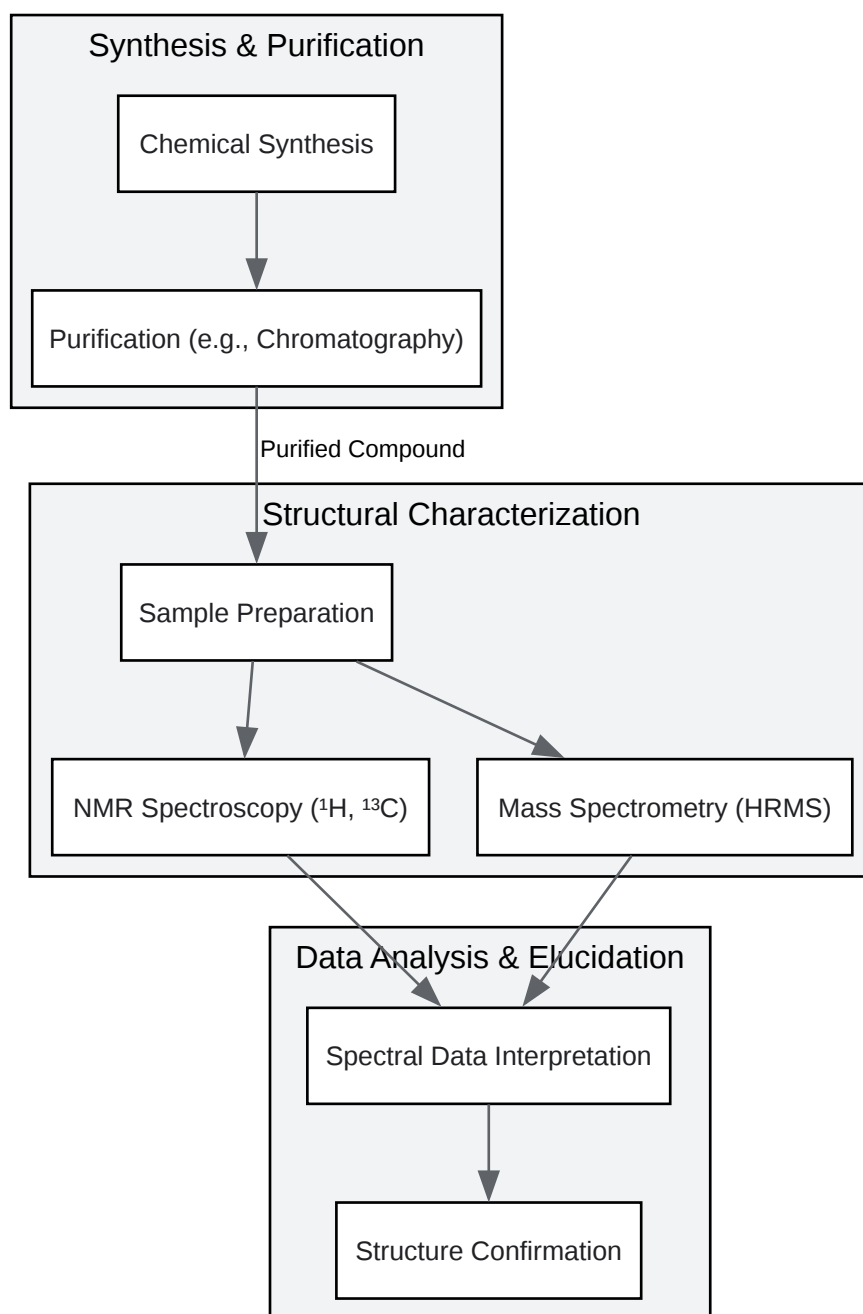 Synthesis & Purification
Chemical Synthesis
Purification (e.g., Chromatography)
Purified Compound
Structural Characterization
Sample Preparation
NMR Spectroscopy (¹H, ¹³C)
Mass Spectrometry (HRMS)
Data Analysis & Elucidation
Spectral Data Interpretation
Structure Confirmation